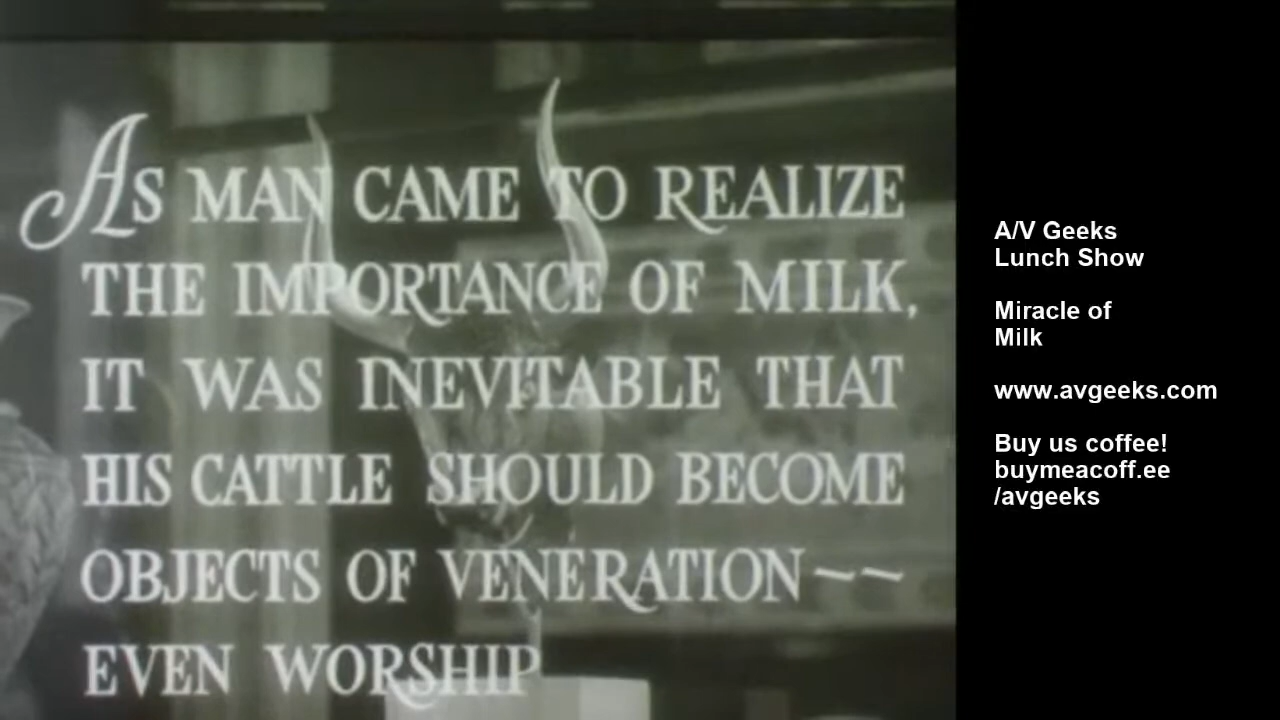 AS MAN CAME TO REALIZE
THE IMPORTANCE OF MILK,
IT WAS INEVITABLE THAT
HIS CATTLE SHOULD BECOME
OBJECTS OF VENERATION~~
EVEN WORSHIP
A/V Geeks
Lunch Show
Miracle of
Milk
www.avgeeks.com
Buy us coffee!
buymeacoff.ee
/avgeeks